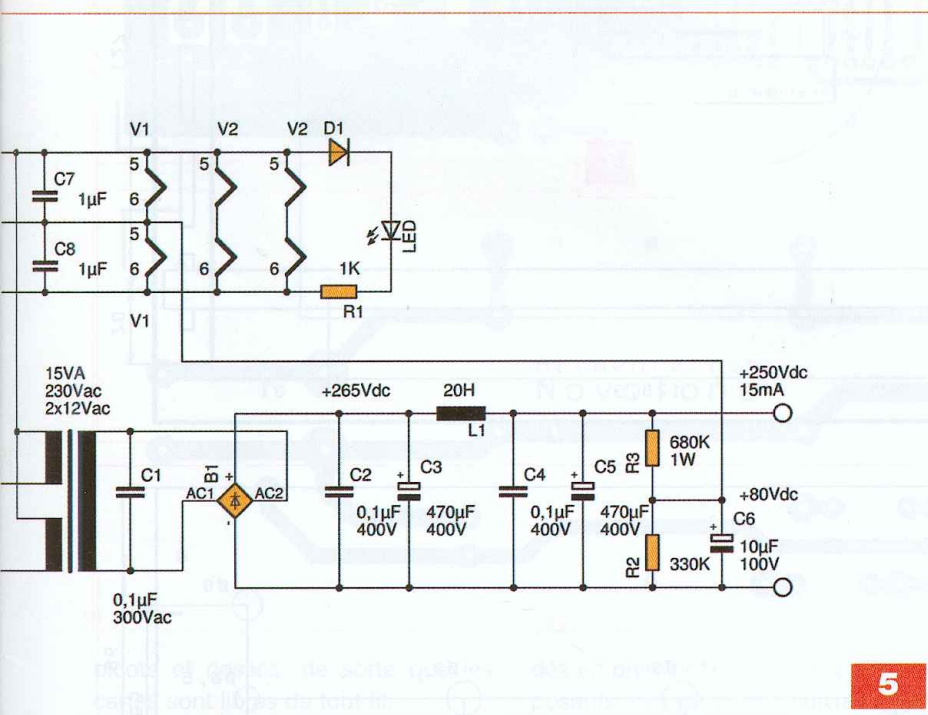 V1 V2 V2 D1
5 5 5
C7
1µF
6
5 6 6
C8
1µF
LED
6 6 6
1K
R1
V1
15VA
230Vac
2x12Vac
+265Vdc 20H +250Vdc
15mA
L1
680K
1W
R3
C1 B1 + C2 + C3 C4 + C5
AC1 AC2
-
+80Vdc
+ C6
0,1µF 470µF 0,1µF 470µF
400V 400V 400V 400V
10µF
100V
R2 330K
0,1µF
300Vac
5